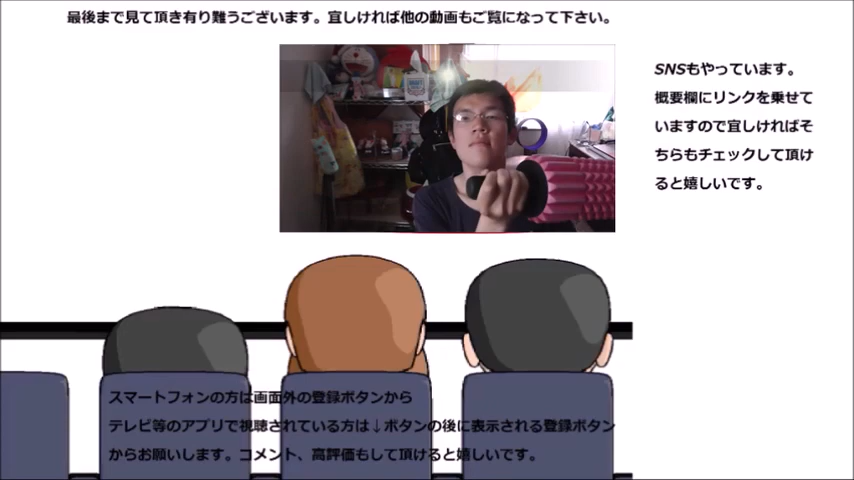 最後まで見て頂き有り難うございます。宜しければ他の動画もご覧になって下さい。
SNSもやっています。
概要欄にリンクを乗せて
いますので宜しければそ
ちらもチェックして頂け
ると嬉しいです。
スマートフォンの方は画面外の登録ボタンから
テレビ等のアプリで視聴されている方は↓ボタンの後に表示される登録ボタン
からお願いします。コメント、高評価もして頂けると嬉しいです。